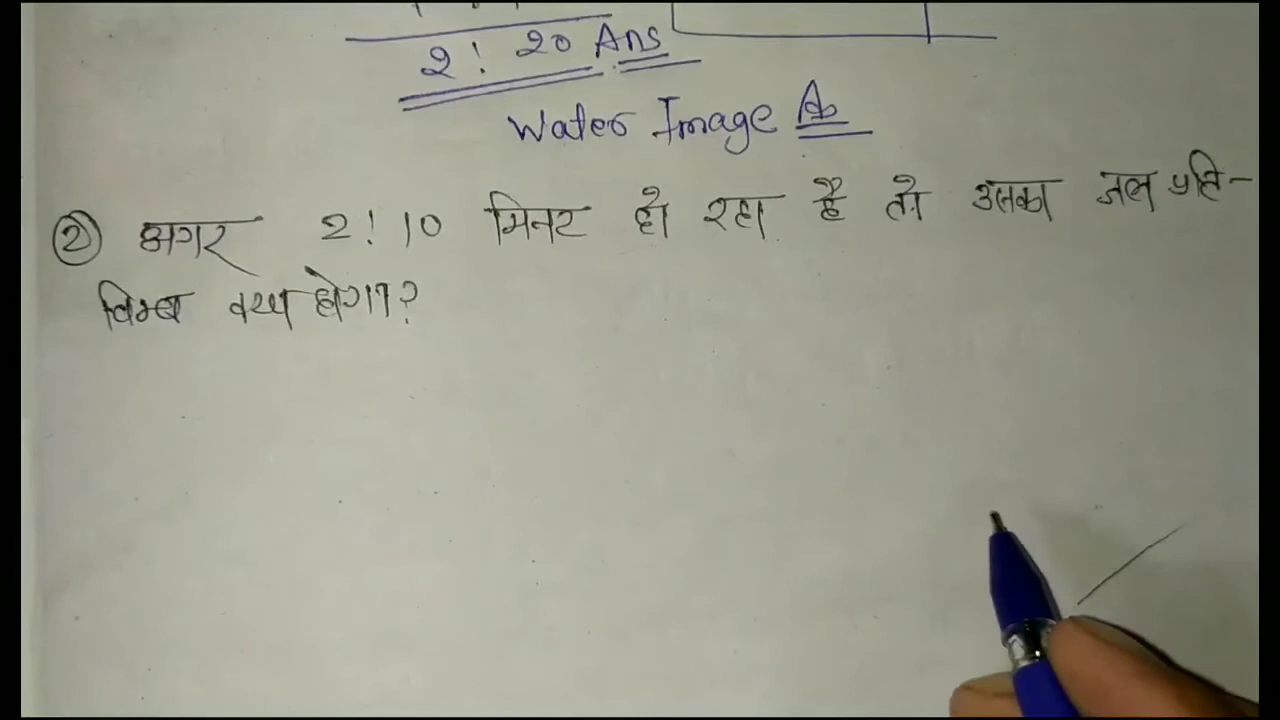 2! 20 Ans
Water Image
② अगर 2! 10 मिनट हो रहा है तो उसका जल प्रति-
विम्ब क्या होगा?